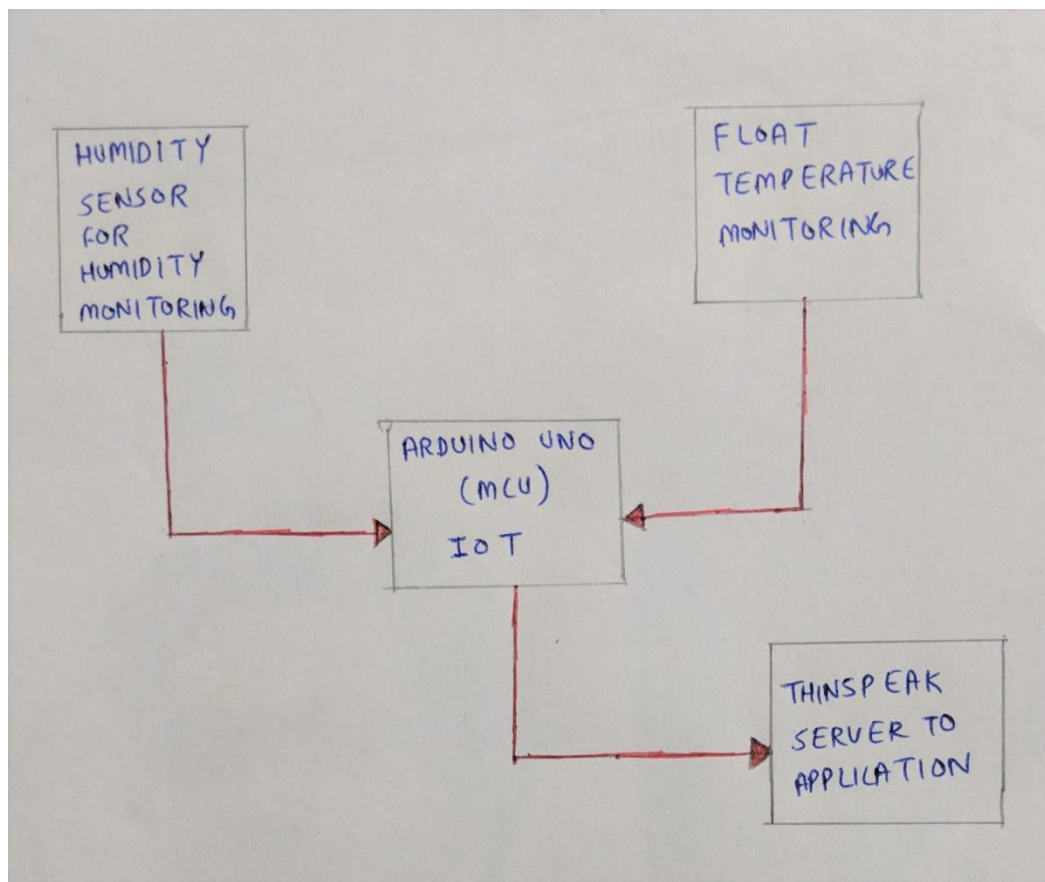 HUMIDITY
SENSOR
FOR
HUMIDITY
MONITORING
FLOAT
TEMPERATURE
MONITORING
ARDUINO UNO
(MCU)
IOT
THINSPEAK
SERVER TO
APPLICATION